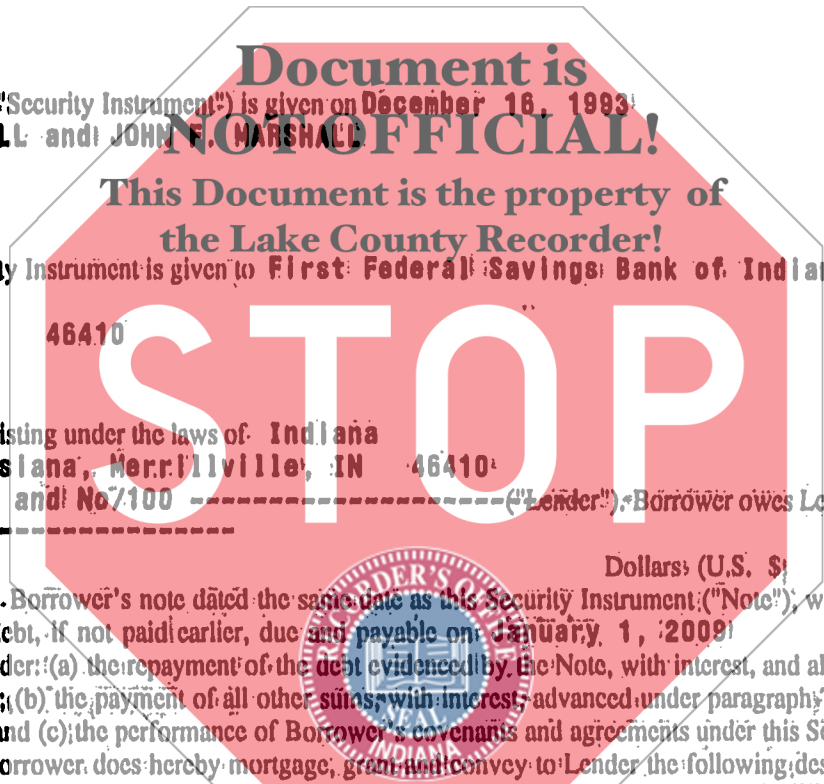 Document is
"Security Instrument") is given on December 16, 1993
NOT OFFICIAL!
LL and JOHN F. MARSHALL
This Document is the property of
the Lake County Recorder!
ty Instrument is given to First Federal Savings Bank of Indian
46410
STOP
isting under the laws of Indiana
siana, Merrillville, IN 46410
and No/100 ---------------------- ("Lender"). Borrower owes Le
-----------------
Dollars (U.S. $
. Borrower's note dated the same date as this Security Instrument ("Note"), w
ebt, if not paid earlier, due and payable on January 1, 2009
der: (a) the repayment of the debt evidenced by the Note, with interest, and al
; (b) the payment of all other sums, with interest, advanced under paragraph
and (c) the performance of Borrower's covenants and agreements under this Se
orrower does hereby mortgage, grant and convey to Lender the following des
RECORDER'S OFFICE
SEAL
INDIANA